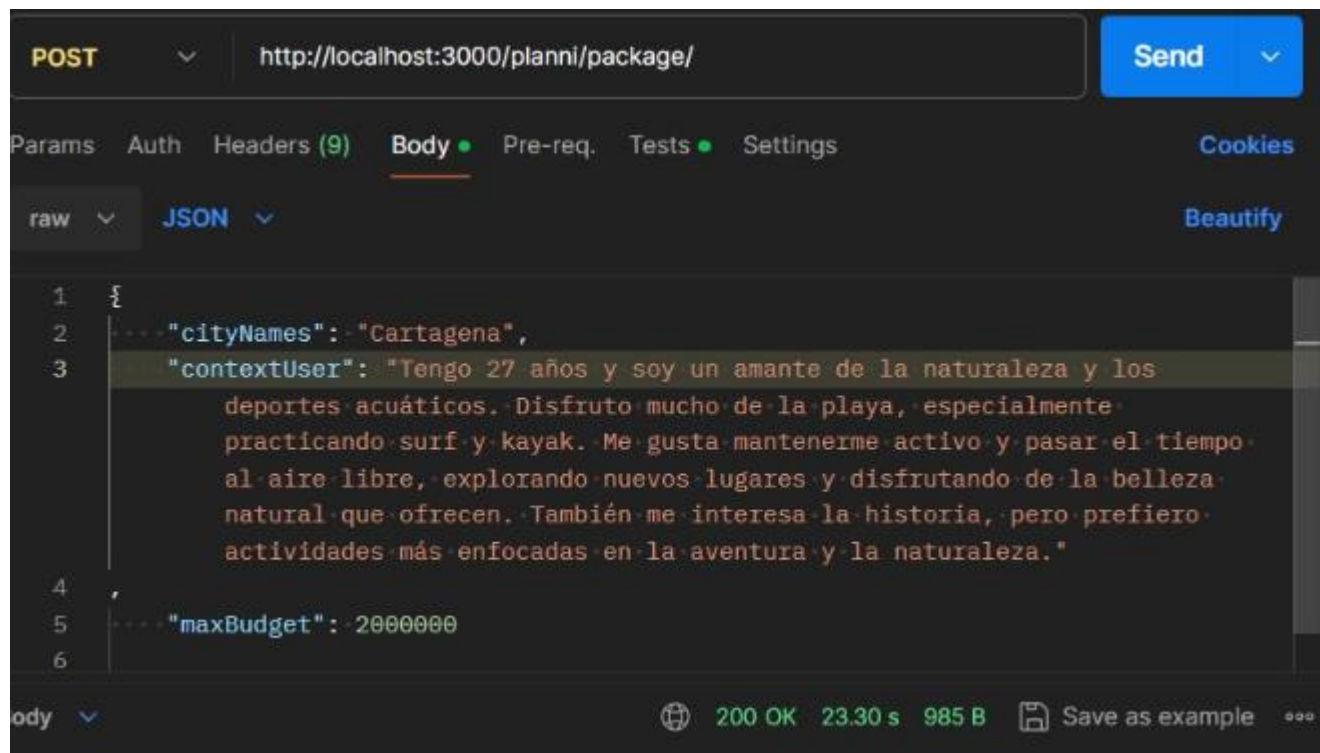 POST http://localhost:3000/planni/package/ Send
Params Auth Headers (9) Body Pre-req. Tests Settings Cookies
raw JSON Beautify
1 {
2 "cityNames": "Cartagena",
3 "contextUser": "Tengo 27 años y soy un amante de la naturaleza y los
deportes acuáticos. Disfruto mucho de la playa, especialmente
practicando surf y kayak. Me gusta mantenerme activo y pasar el tiempo
al aire libre, explorando nuevos lugares y disfrutando de la belleza
natural que ofrecen. También me interesa la historia, pero prefiero
actividades más enfocadas en la aventura y la naturaleza."
4 ,
5 "maxBudget": 2000000
6
ody 200 OK 23.30 s 985 B Save as example